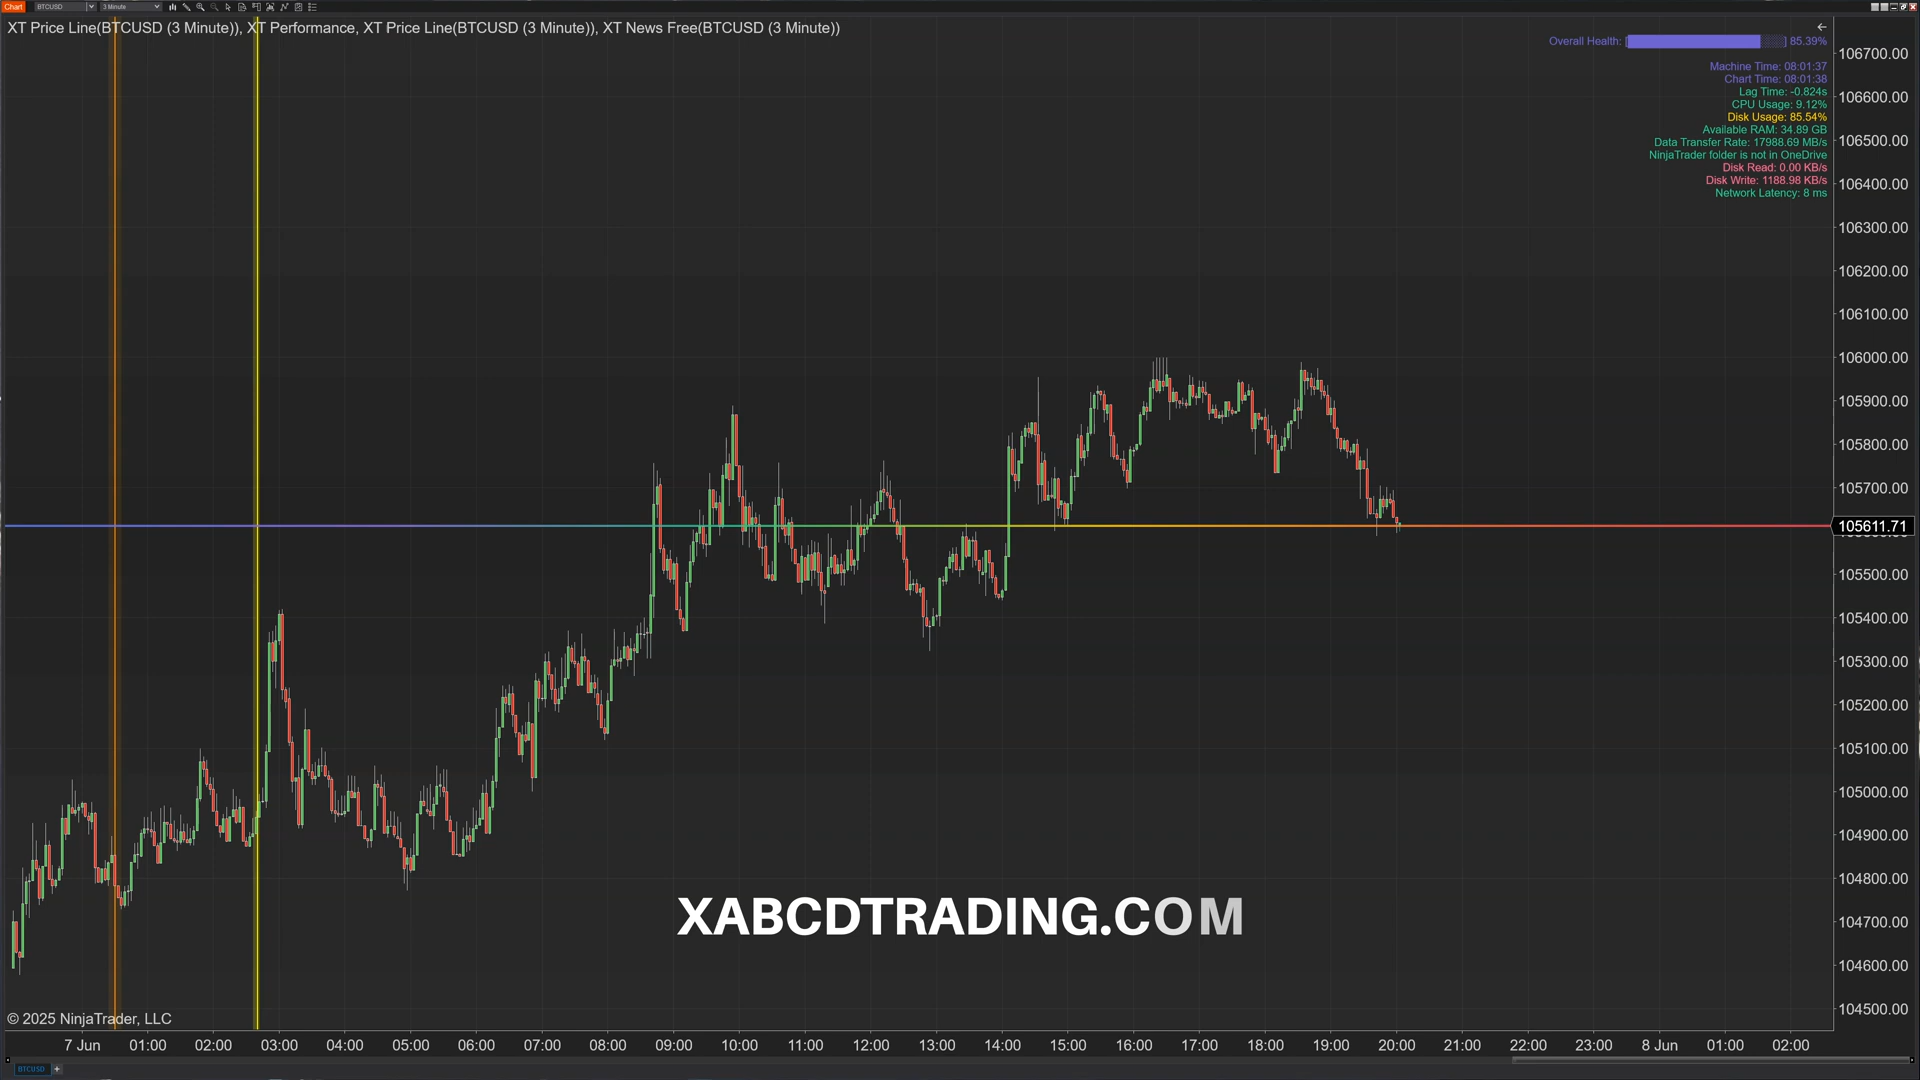 Chart BTCUSD 3 Minute
XT Price Line(BTCUSD (3 Minute)), XT Performance, XT Price Line(BTCUSD (3 Minute)), XT News Free(BTCUSD (3 Minute))
Overall Health: [ ] 85.39%
Machine Time: 08:01:37
Chart Time: 08:01:38
Lag Time: -0.824s
CPU Usage: 9.12%
Disk Usage: 85.54%
Available RAM: 34.89 GB
Data Transfer Rate: 17988.69 MB/s
NinjaTrader folder is not in OneDrive
Disk Read: 0.00 KB/s
Disk Write: 1188.98 KB/s
Network Latency: 8 ms
106700.00
106600.00
106500.00
106400.00
106300.00
106200.00
106100.00
106000.00
105900.00
105800.00
105700.00
105611.71
105500.00
105400.00
105300.00
105200.00
105100.00
105000.00
104900.00
104800.00
104700.00
104600.00
104500.00
XABCDTRADING.COM
© 2025 NinjaTrader, LLC
7 Jun 01:00 02:00 03:00 04:00 05:00 06:00 07:00 08:00 09:00 10:00 11:00 12:00 13:00 14:00 15:00 16:00 17:00 18:00 19:00 20:00 21:00 22:00 23:00 8 Jun 01:00 02:00
BTCUSD +